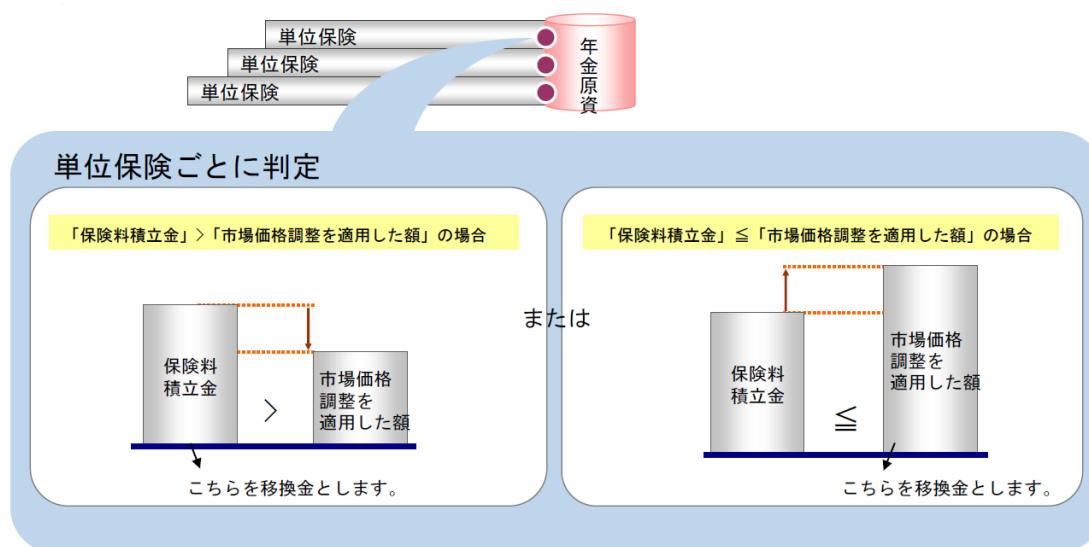 単位保険
単位保険
単位保険
年金原資
単位保険ごとに判定
「保険料積立金」>「市場価格調整を適用した額」の場合
保険料
積立金
>
市場価格
調整を
適用した額
こちらを移換金とします。
または
「保険料積立金」≦「市場価格調整を適用した額」の場合
保険料
積立金
≦
市場価格
調整を
適用した額
こちらを移換金とします。